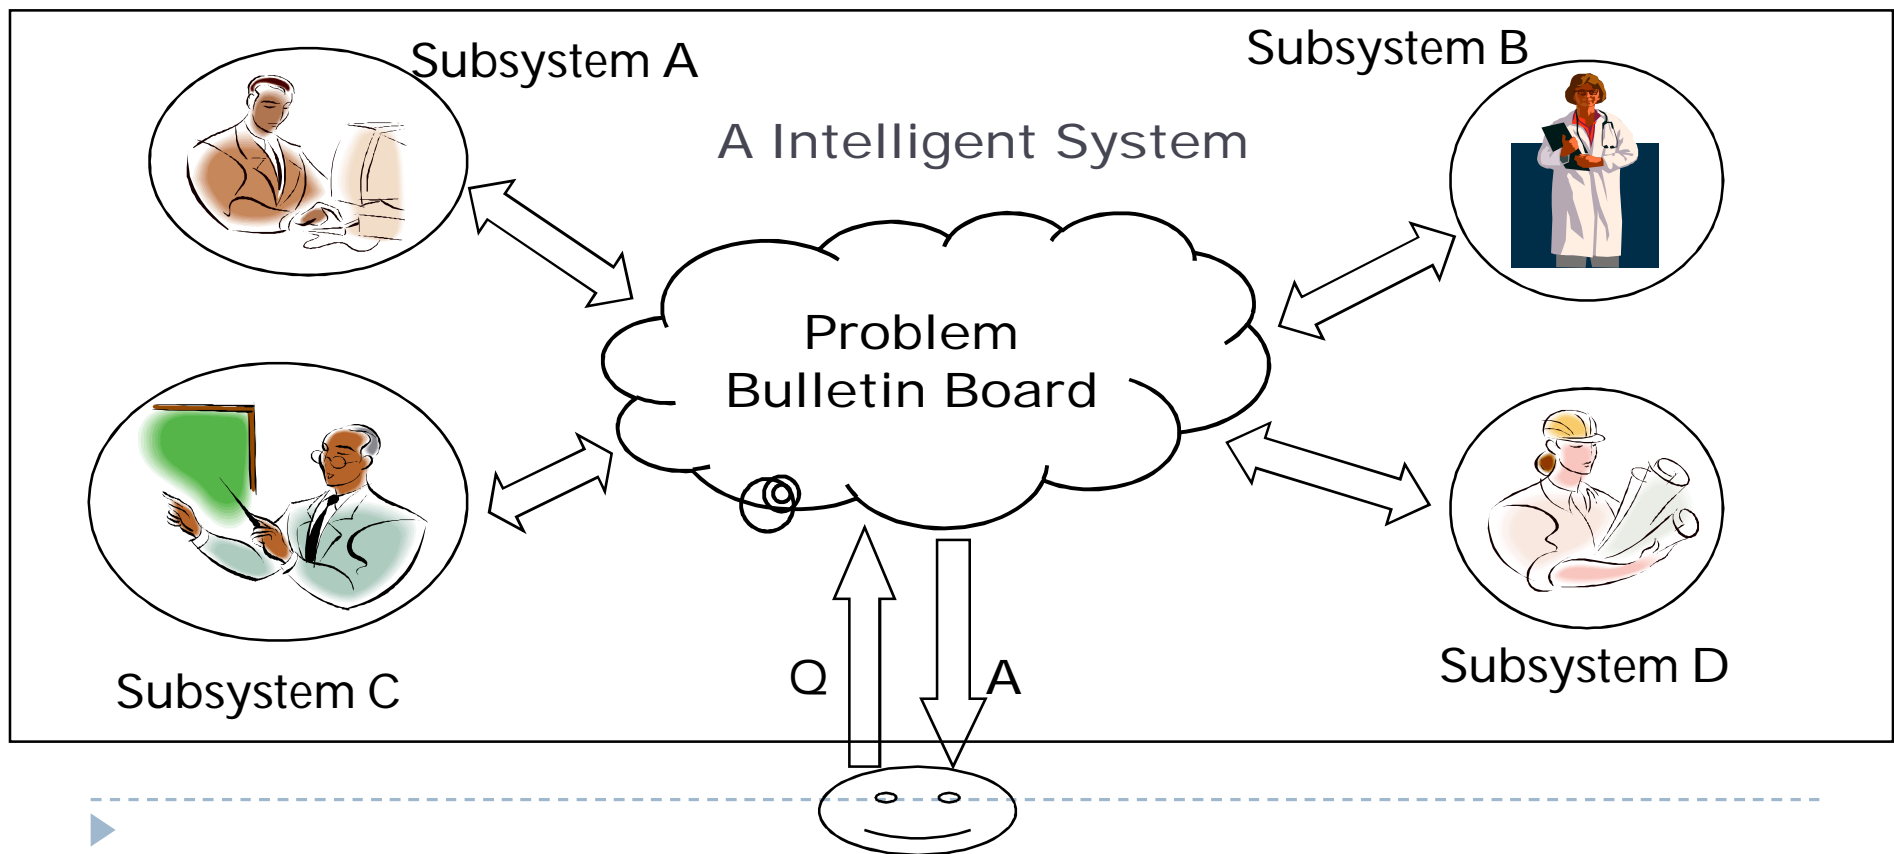 Subsystem A
Subsystem B
A Intelligent System
Problem
Bulletin Board
Subsystem C
Q
A
Subsystem D